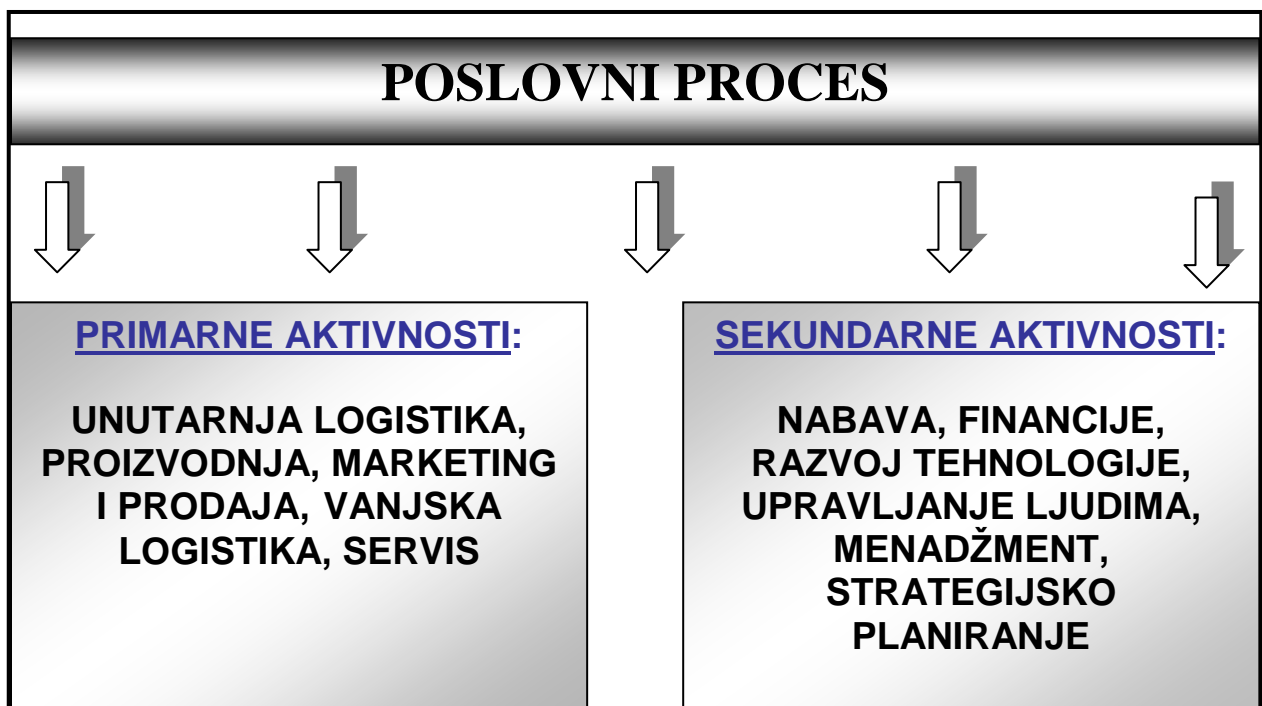 POSLOVNI PROCES
PRIMARNE AKTIVNOSTI:
UNUTARNJA LOGISTIKA,
PROIZVODNJA, MARKETING
I PRODAJA, VANJSKA
LOGISTIKA, SERVIS
SEKUNDARNE AKTIVNOSTI:
NABAVA, FINANCIJE,
RAZVOJ TEHNOLOGIJE,
UPRAVLJANJE LJUDIMA,
MENADŽMENT,
STRATEGIJSKO
PLANIRANJE